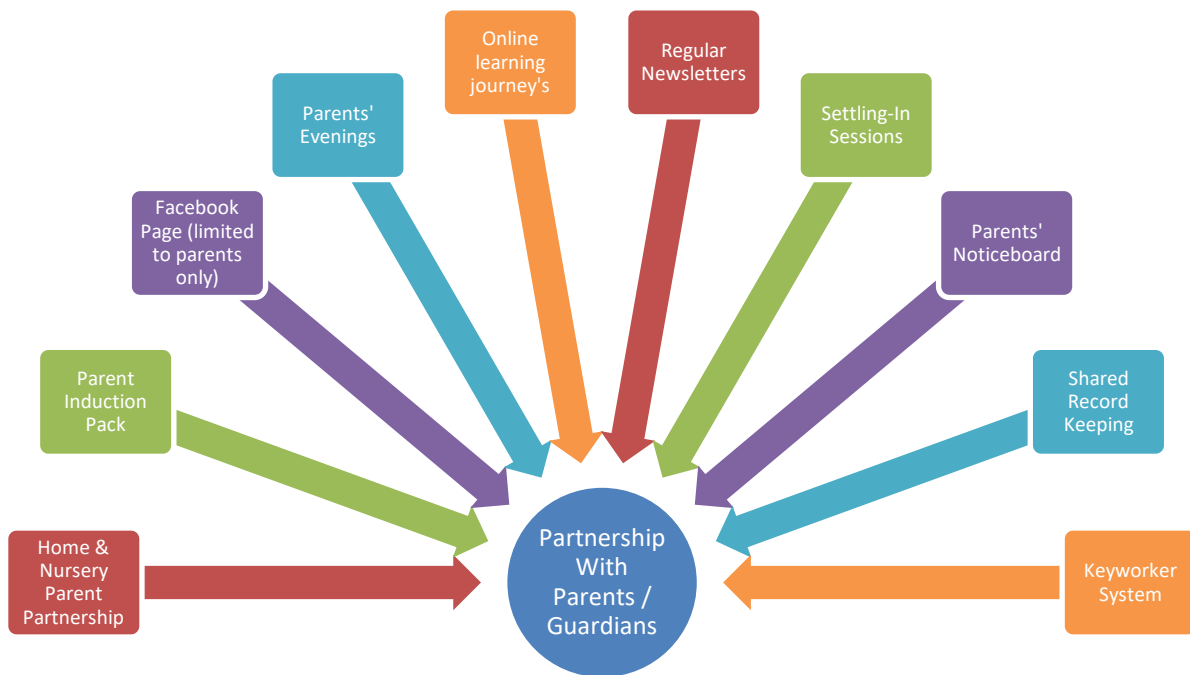 Online
learning
journey's
Regular
Newsletters
Parents'
Evenings
Settling-In
Sessions
Facebook
Page (limited
to parents
only)
Parents'
Noticeboard
Parent
Induction
Pack
Shared
Record
Keeping
Home &
Nursery
Parent
Partnership
Partnership
With
Parents /
Guardians
Keyworker
System